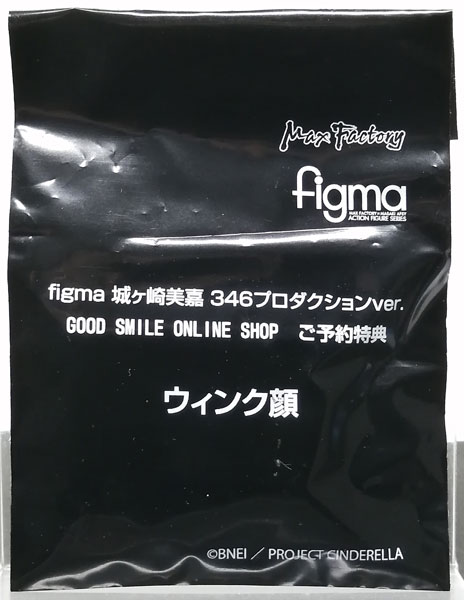 Max Factory
figma
MAX FACTORY × MASAKI APSY
ACTION FIGURE SERIES
figma 城ヶ崎美嘉 346プロダクションver.
GOOD SMILE ONLINE SHOP ご予約特典
ウィンク顔
©BNEI／PROJECT CINDERELLA